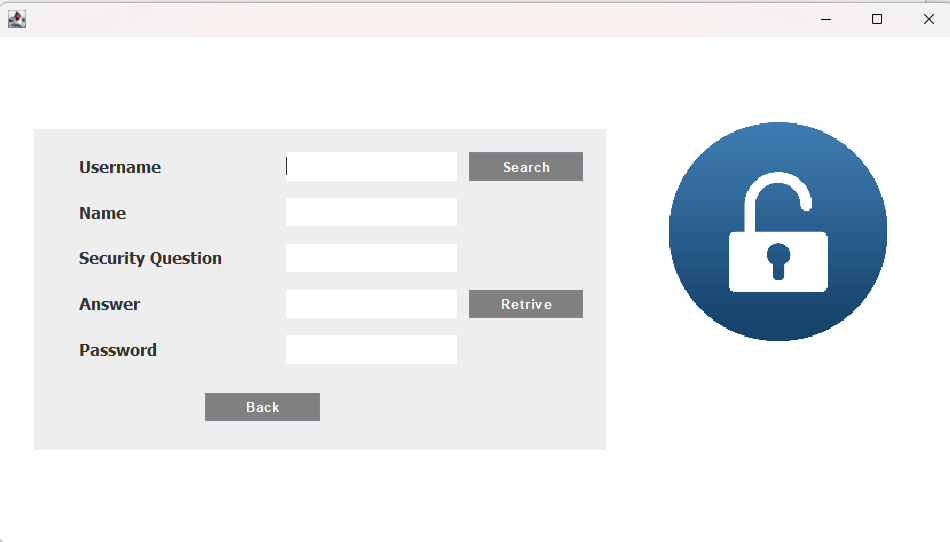 Username Search
Name
Security Question
Answer Retrive
Password
Back